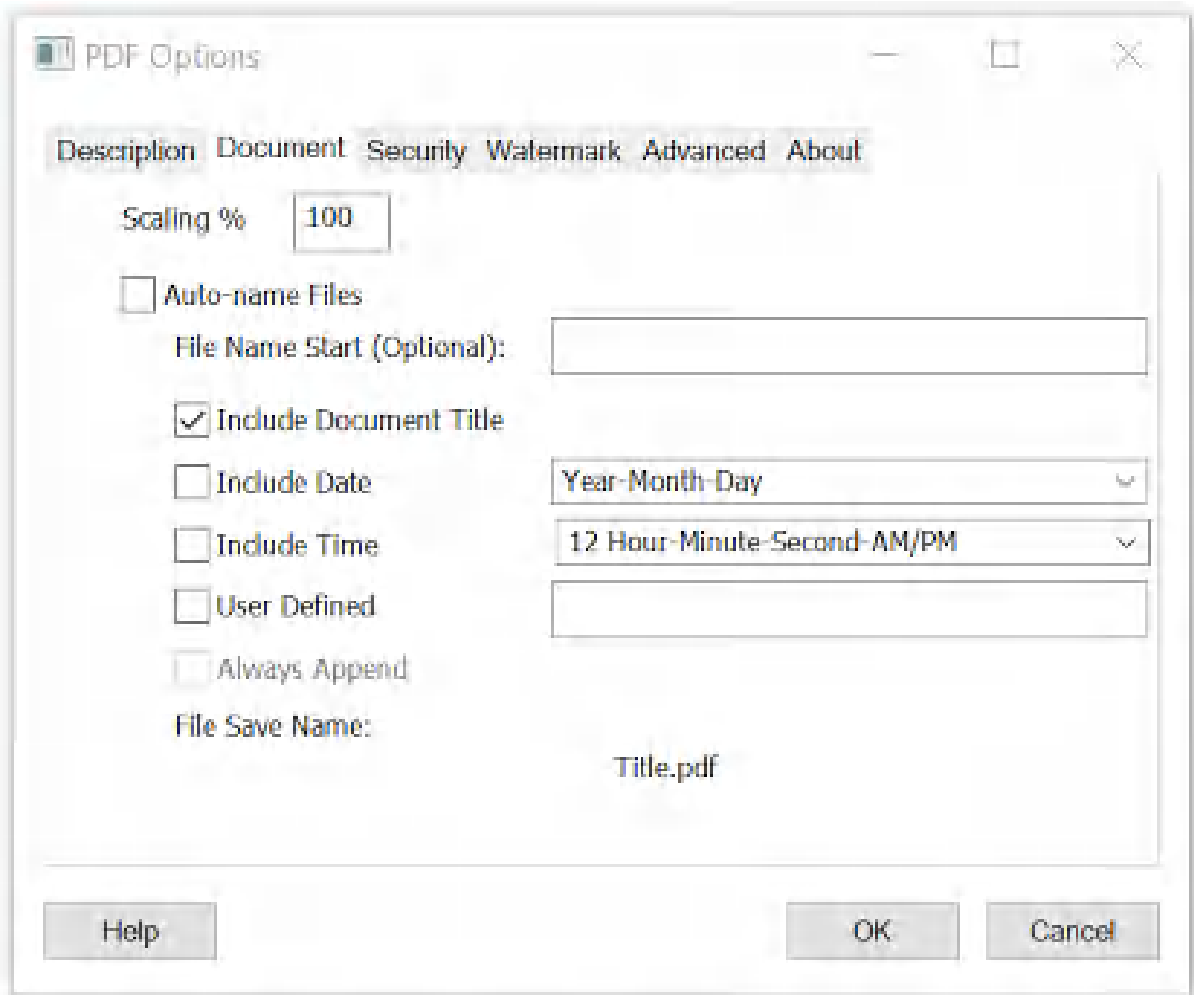 PDF Options
Description Document Security Watermark Advanced About
Scaling % 100
Auto-name Files
File Name Start (Optional):
Include Document Title
Include Date Year-Month-Day
Include Time 12 Hour-Minute-Second-AM/PM
User Defined
Always Append
File Save Name:
Title.pdf
Help OK Cancel